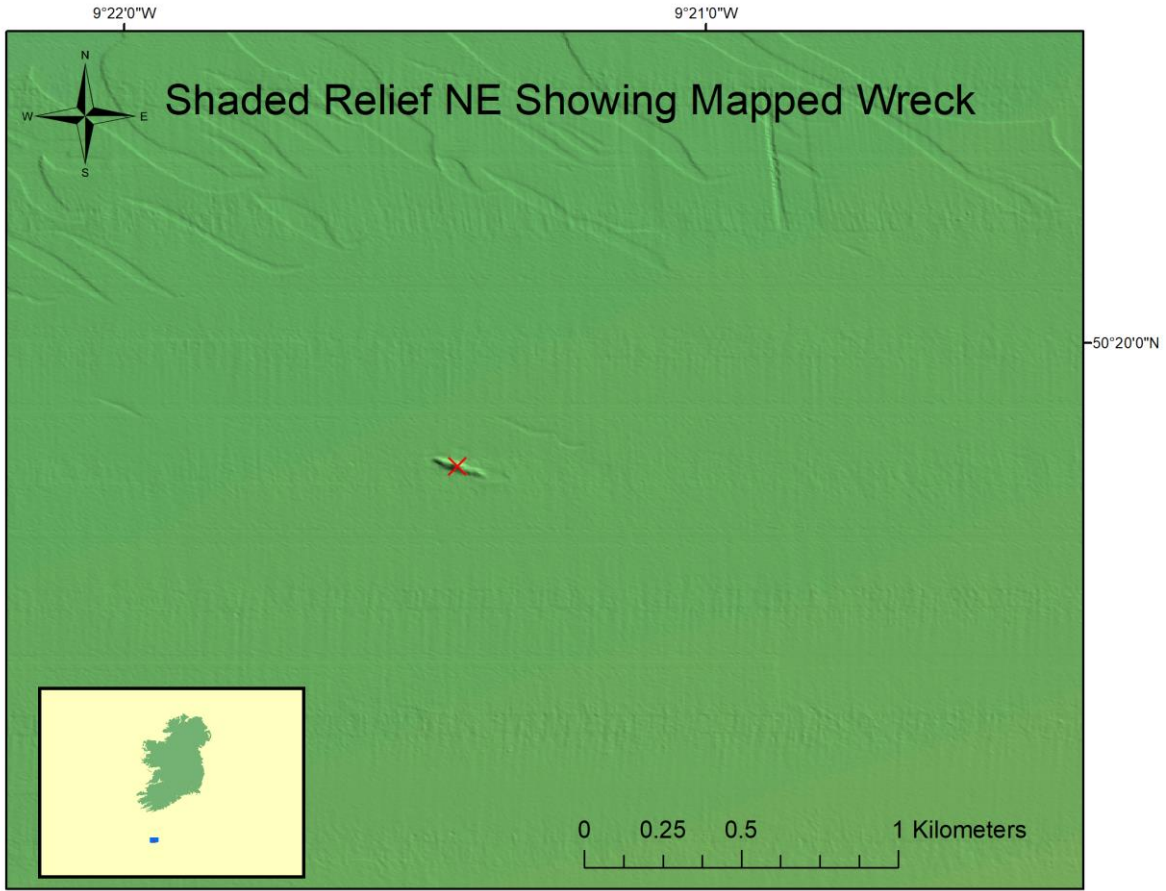 9°22'0"W 9°21'0"W
N
Shaded Relief NE Showing Mapped Wreck
W E
S
50°20'0"N
0 0.25 0.5 1 Kilometers